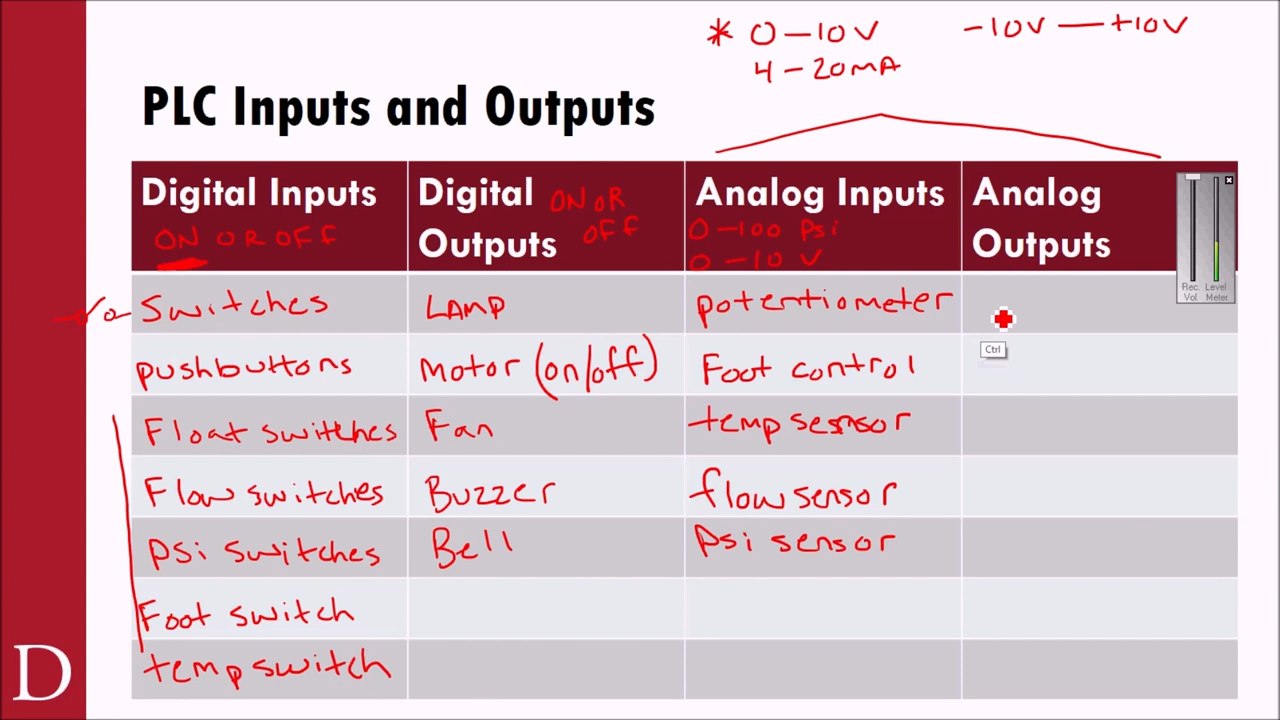 * 0-10V -10V — +10V
4-20mA
PLC Inputs and Outputs
Digital Inputs
ON OR OFF
Digital Outputs
ON OR OFF
Analog Inputs
0-100 Psi
0-10 V
Analog Outputs
Rec. Vol
Level Meter
Switches LAMP potentiometer
Ctrl
pushbuttons Motor (on/off) Foot control
Float switches Fan temp sensor
Flow switches Buzzer flow sensor
psi switches Bell psi sensor
Foot switch
temp switch
D